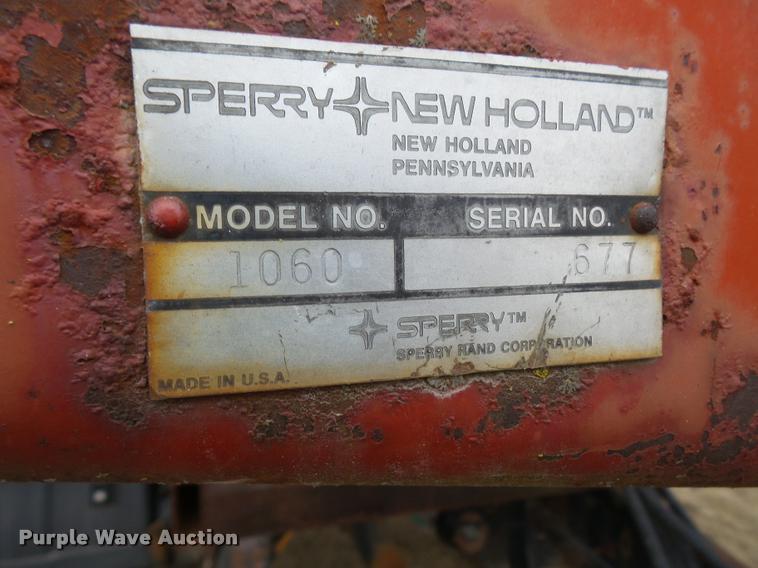 SPERRY NEW HOLLAND™
NEW HOLLAND
PENNSYLVANIA
MODEL NO. SERIAL NO.
1060 677
SPERRY™
SPERRY RAND CORPORATION
MADE IN U.S.A.
Purple Wave Auction